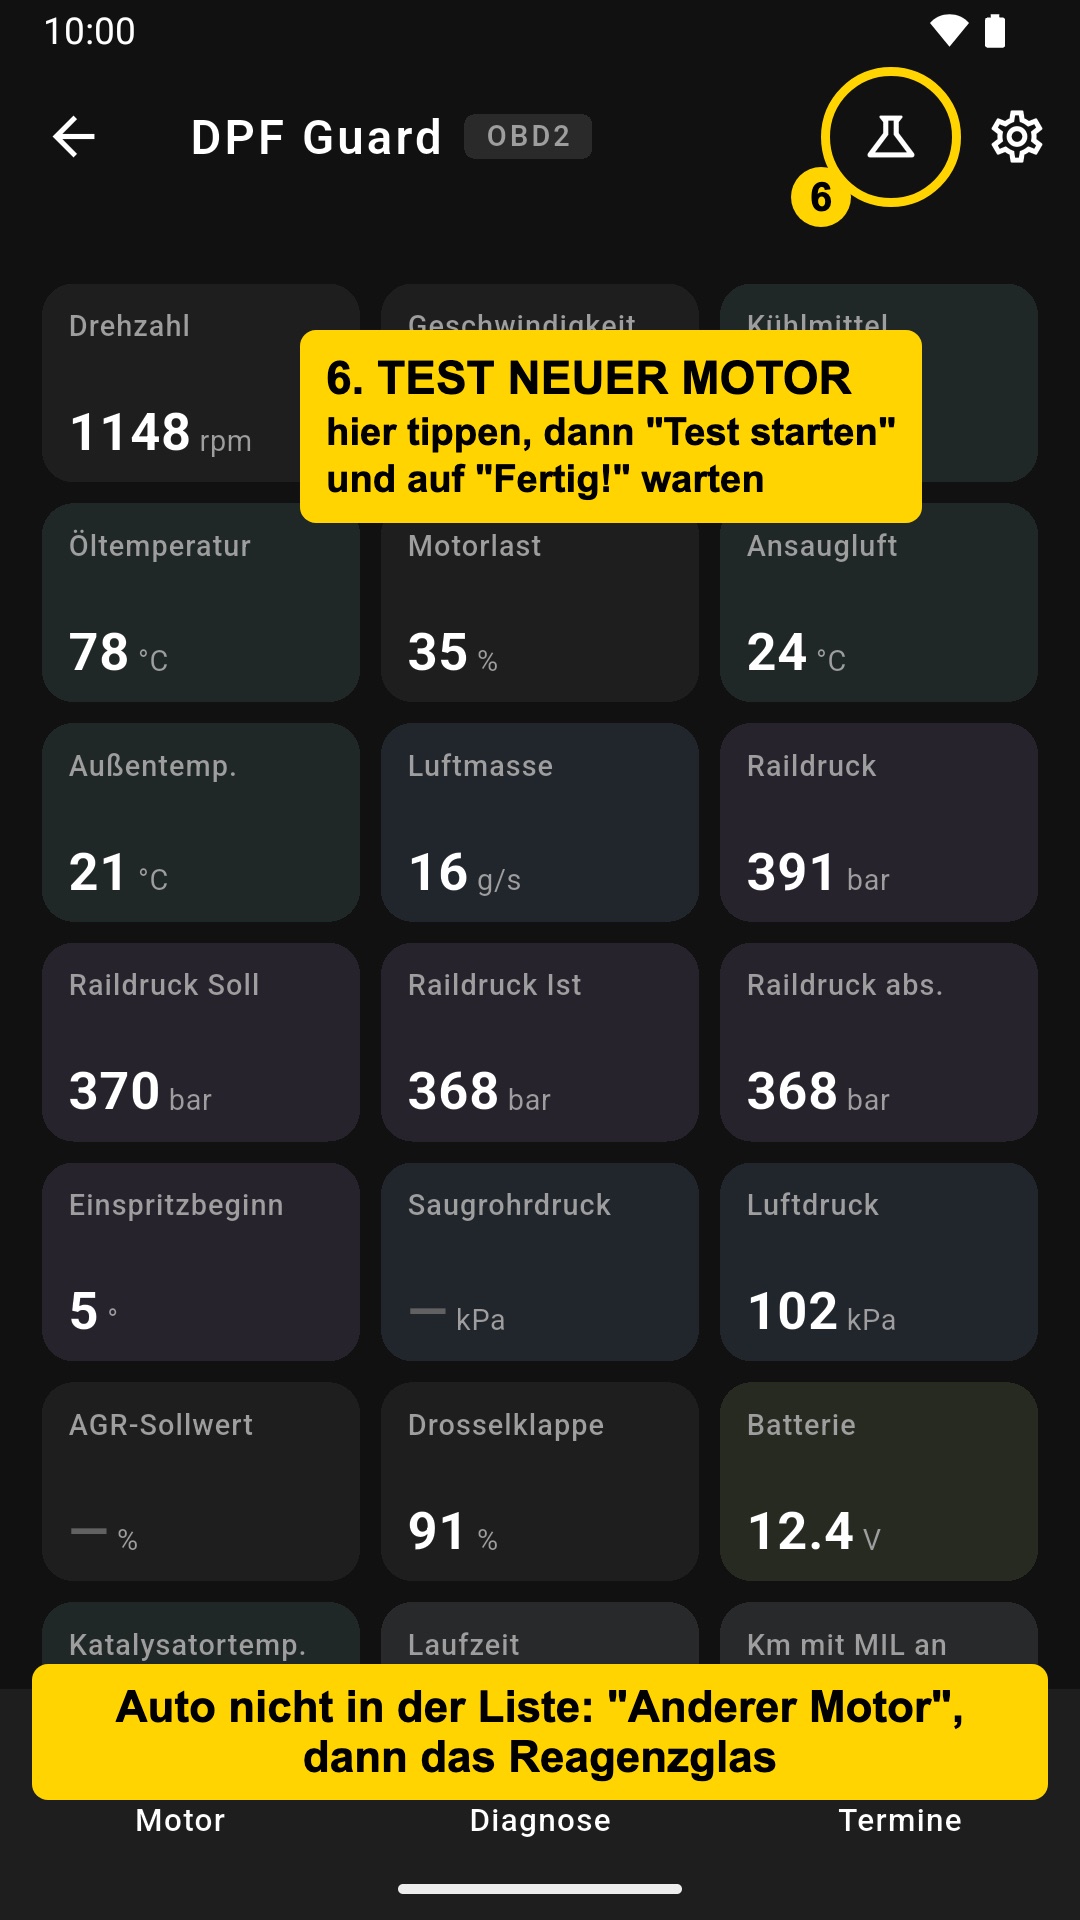 10:00
DPF Guard OBD2
6
Drehzahl Geschwindigkeit Kühlmittel
6. TEST NEUER MOTOR
hier tippen, dann "Test starten"
und auf "Fertig!" warten
1148 rpm
Öltemperatur Motorlast Ansaugluft
78 °C 35 % 24 °C
Außentemp. Luftmasse Raildruck
21 °C 16 g/s 391 bar
Raildruck Soll Raildruck Ist Raildruck abs.
370 bar 368 bar 368 bar
Einspritzbeginn Saugrohrdruck Luftdruck
5 ° — kPa 102 kPa
AGR-Sollwert Drosselklappe Batterie
— % 91 % 12.4 V
Katalysatortemp. Laufzeit Km mit MIL an
Auto nicht in der Liste: "Anderer Motor",
dann das Reagenzglas
Motor Diagnose Termine